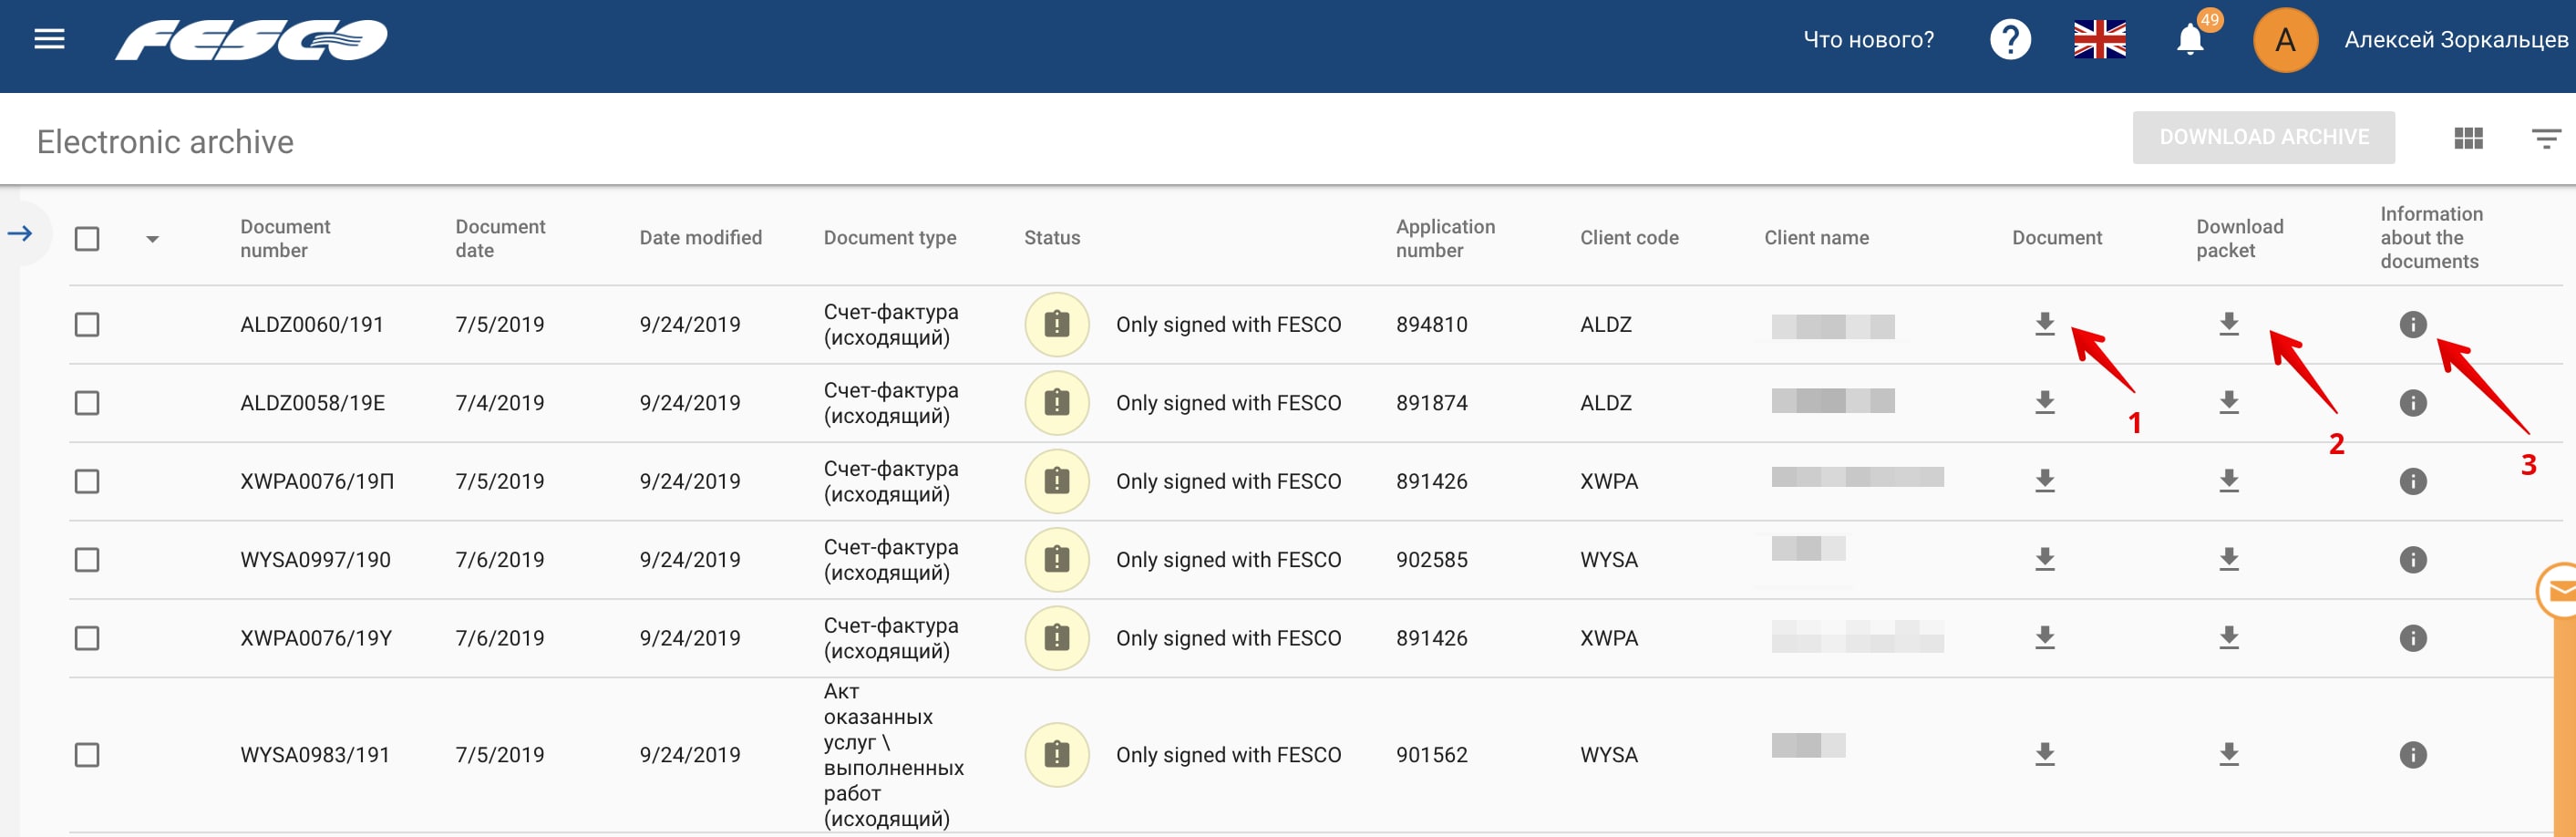 FESCO
Что нового?
49
A
Алексей Зоркальцев
Electronic archive
DOWNLOAD ARCHIVE
Document number
Document date
Date modified
Document type
Status
Application number
Client code
Client name
Document
Download packet
Information about the documents
ALDZ0060/191 7/5/2019 9/24/2019 Счет-фактура (исходящий) Only signed with FESCO 894810 ALDZ
ALDZ0058/19E 7/4/2019 9/24/2019 Счет-фактура (исходящий) Only signed with FESCO 891874 ALDZ
1
2
3
XWPA0076/19П 7/5/2019 9/24/2019 Счет-фактура (исходящий) Only signed with FESCO 891426 XWPA
WYSA0997/190 7/6/2019 9/24/2019 Счет-фактура (исходящий) Only signed with FESCO 902585 WYSA
XWPA0076/19Y 7/6/2019 9/24/2019 Счет-фактура (исходящий) Only signed with FESCO 891426 XWPA
WYSA0983/191 7/5/2019 9/24/2019 Акт оказанных услуг \ выполненных работ (исходящий) Only signed with FESCO 901562 WYSA